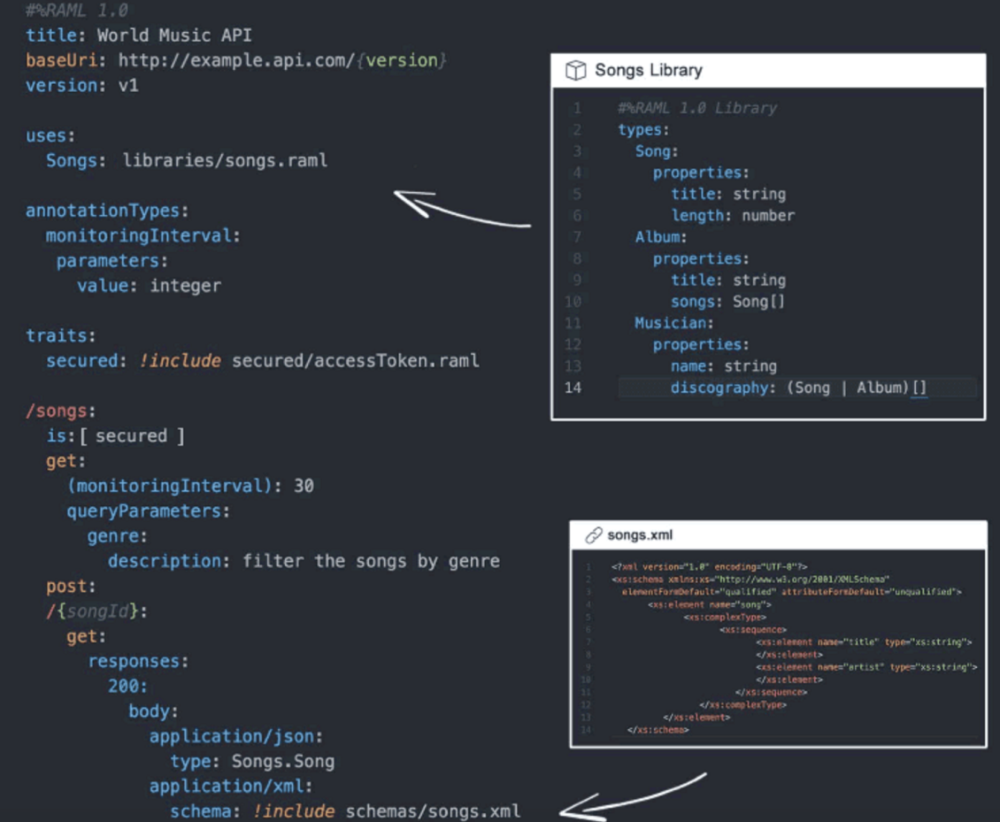 #%RAML 1.0
title: World Music API
baseUri: http://example.api.com/{version}
version: v1
uses:
Songs: libraries/songs.raml
annotationTypes:
monitoringInterval:
parameters:
value: integer
traits:
secured: !include secured/accessToken.raml
/songs:
is:[ secured ]
get:
(monitoringInterval): 30
queryParameters:
genre:
description: filter the songs by genre
post:
/{songId}:
get:
responses:
200:
body:
application/json:
type: Songs.Song
application/xml:
schema: !include schemas/songs.xml
Songs Library
1 #%RAML 1.0 Library
2 types:
3 Song:
4 properties:
5 title: string
6 length: number
7 Album:
8 properties:
9 title: string
10 songs: Song[]
11 Musician:
12 properties:
13 name: string
14 discography: (Song | Album)[]
songs.xml
1 <?xml version="1.0" encoding="UTF-8"?>
2 <xs:schema xmlns:xs="http://www.w3.org/2001/XMLSchema"
3 elementFormDefault="qualified" attributeFormDefault="unqualified">
4 <xs:element name="song">
5 <xs:complexType>
6 <xs:sequence>
7 <xs:element name="title" type="xs:string">
8 </xs:element>
9 <xs:element name="artist" type="xs:string">
10 </xs:element>
11 </xs:sequence>
12 </xs:complexType>
13 </xs:element>
14 </xs:schema>